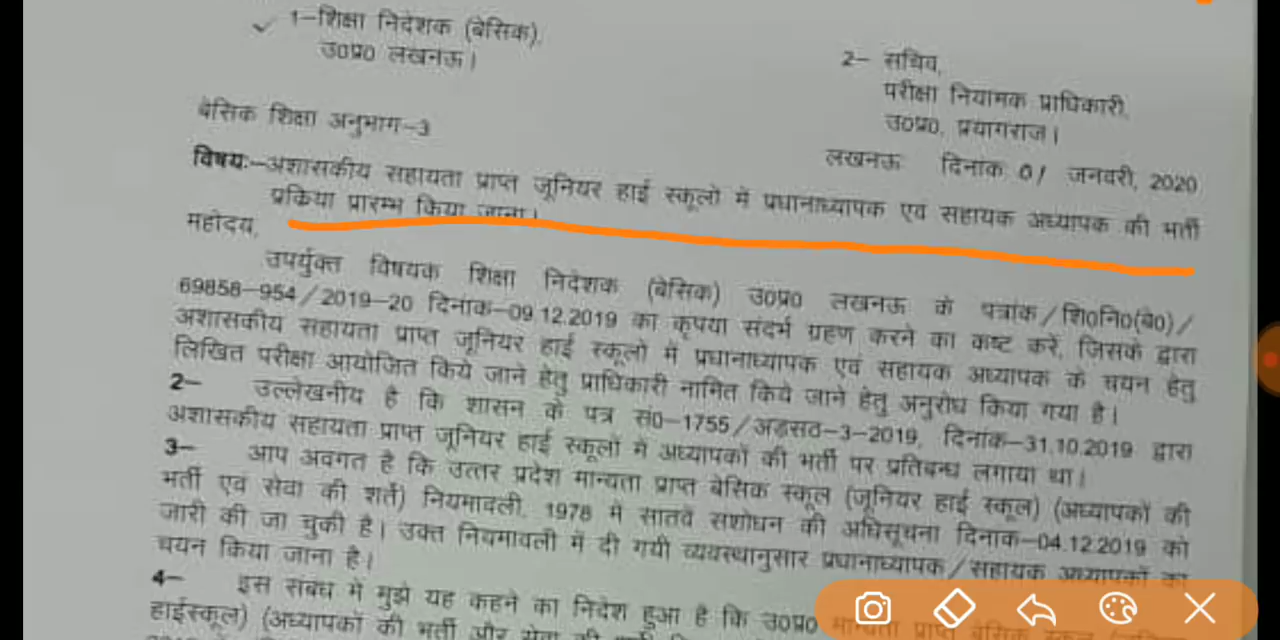 1–शिक्षा निदेशक (बेसिक),
उ0प्र0 लखनऊ।
2– सचिव,
परीक्षा नियामक प्राधिकारी,
उ0प्र0, प्रयागराज।
बेसिक शिक्षा अनुभाग–3
लखनऊ दिनांक 01 जनवरी, 2020
विषयः–अशासकीय सहायता प्राप्त जूनियर हाई स्कूलो में प्रधानाध्यापक एवं सहायक अध्यापक की भर्ती
प्रकिया प्रारम्भ किया जाना।
महोदय,
उपर्युक्त विषयक शिक्षा निदेशक (बेसिक) उ0प्र0 लखनऊ के पत्रांक/शि0नि0(बे0)/
69858–954/2019–20 दिनांक–09.12.2019 का कृपया संदर्भ ग्रहण करने का कष्ट करें, जिसके द्वारा
अशासकीय सहायता प्राप्त जूनियर हाई स्कूलो में प्रधानाध्यापक एवं सहायक अध्यापक के चयन हेतु
लिखित परीक्षा आयोजित किये जाने हेतु प्राधिकारी नामित किये जाने हेतु अनुरोध किया गया है।
2– उल्लेखनीय है कि शासन के पत्र सं0–1755/अड़सठ–3–2019, दिनांक–31.10.2019 द्वारा
अशासकीय सहायता प्राप्त जूनियर हाई स्कूलों में अध्यापकों की भर्ती पर प्रतिबन्ध लगाया था।
3– आप अवगत है कि उत्तर प्रदेश मान्यता प्राप्त बेसिक स्कूल (जूनियर हाई स्कूल) (अध्यापकों की
भर्ती एवं सेवा की शर्ते) नियमावली, 1978 में सातवें संशोधन की अधिसूचना दिनांक–04.12.2019 को
जारी की जा चुकी है। उक्त नियमावली में दी गयी व्यवस्थानुसार प्रधानाध्यापक/सहायक अध्यापकों का
चयन किया जाना है।
4– इस संबंध में मुझे यह कहने का निदेश हुआ है कि उ0प्र0 मान्यता प्राप्त बेसिक स्कूल
हाईस्कूल) (अध्यापकों की भर्ती और सेवा की शर्ते